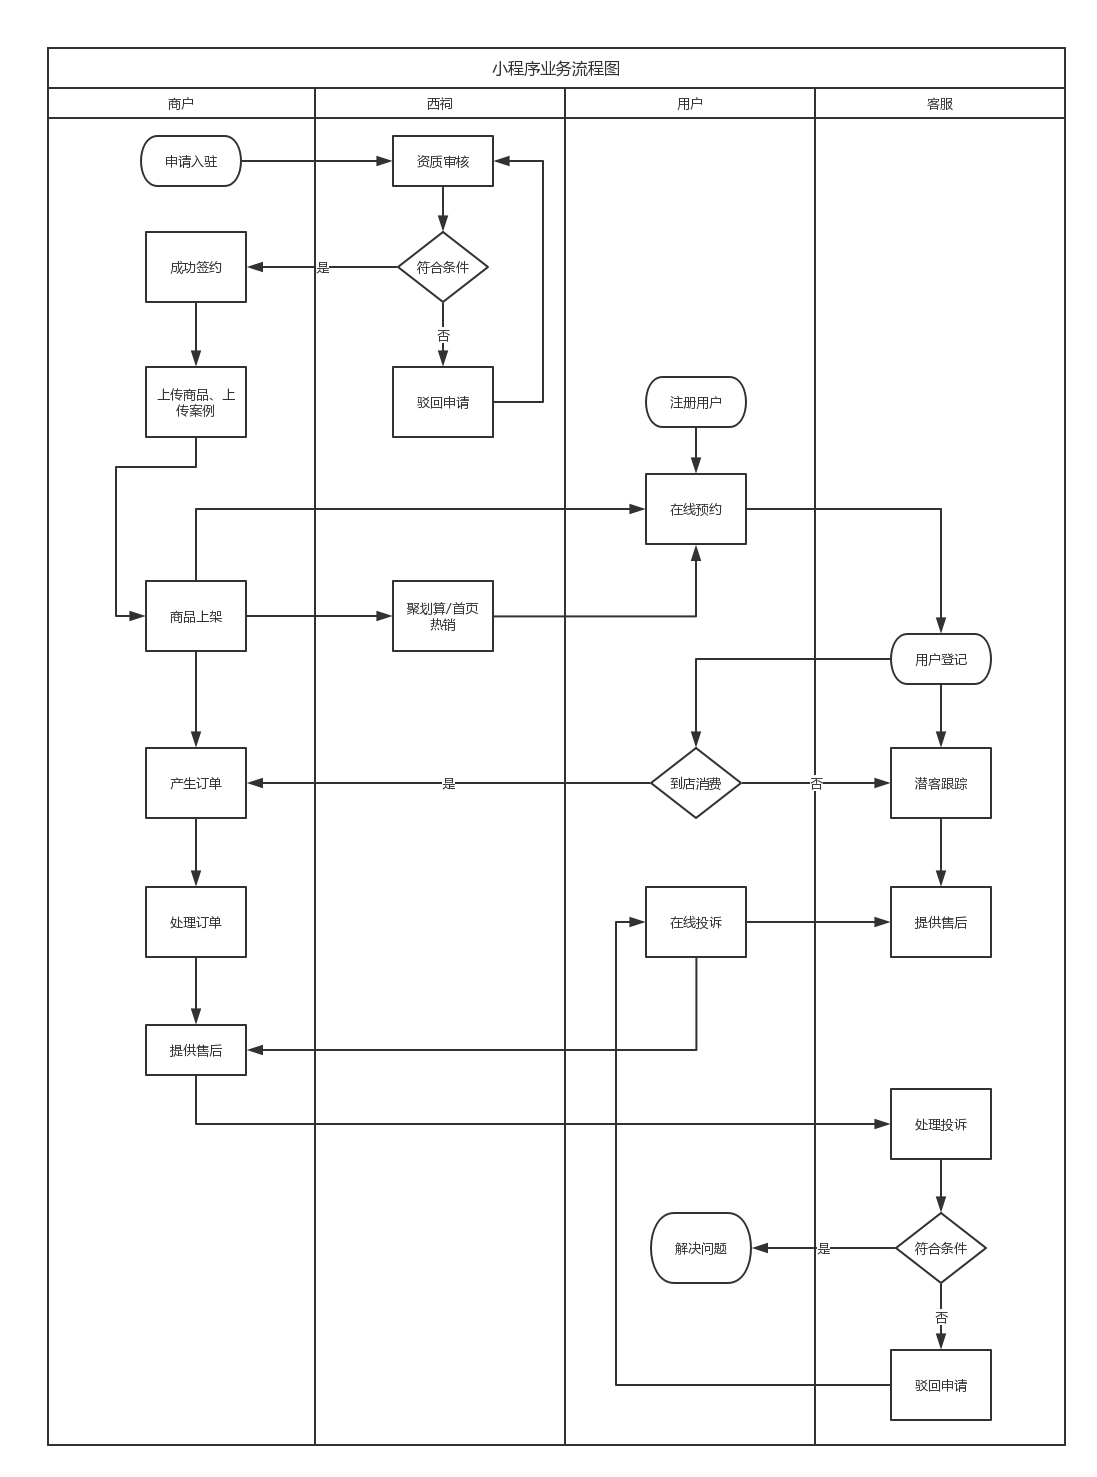 小程序业务流程图
商户
西祠
用户
客服
申请入驻
资质审核
成功签约
是
符合条件
否
上传商品、上
传案例
驳回申请
注册用户
在线预约
商品上架
聚划算/首页
热销
用户登记
产生订单
是
到店消费
否
潜客跟踪
处理订单
在线投诉
提供售后
提供售后
处理投诉
解决问题
是
符合条件
否
驳回申请